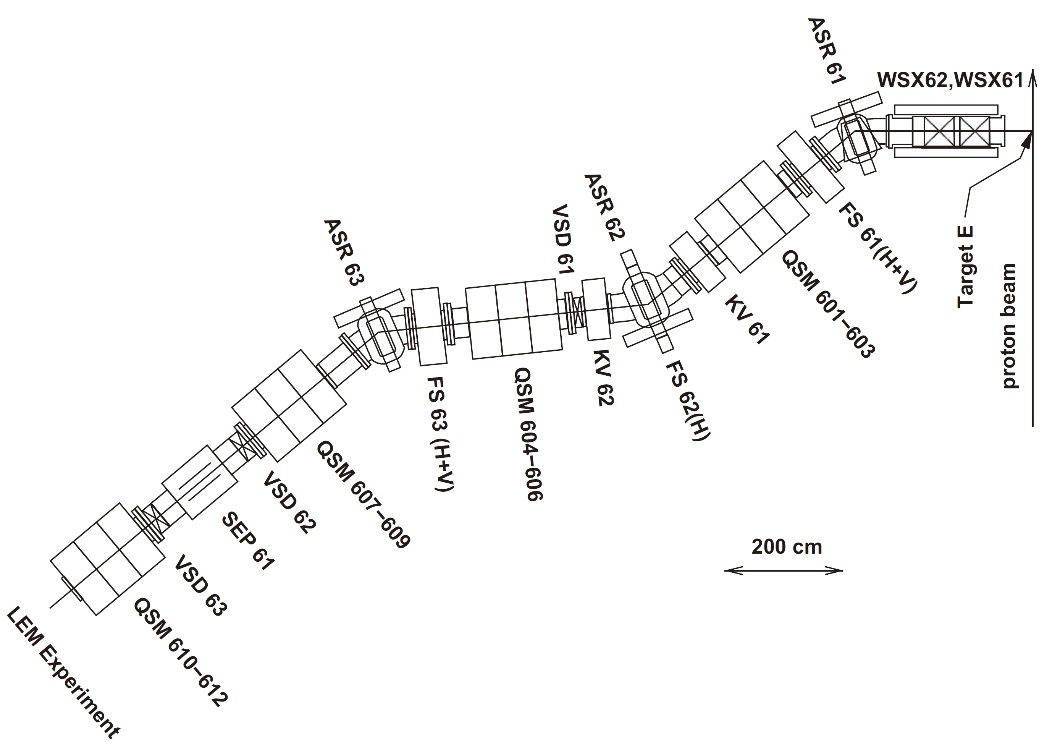 ASR 61
WSX62,WSX61
FS 61(H+V)
Target E
proton beam
QSM 601–603
KV 61
ASR 62
VSD 61
FS 62(H)
KV 62
QSM 604–606
ASR 63
FS 63 (H+V)
QSM 607–609
VSD 62
SEP 61
VSD 63
QSM 610–612
LEM Experiment
200 cm